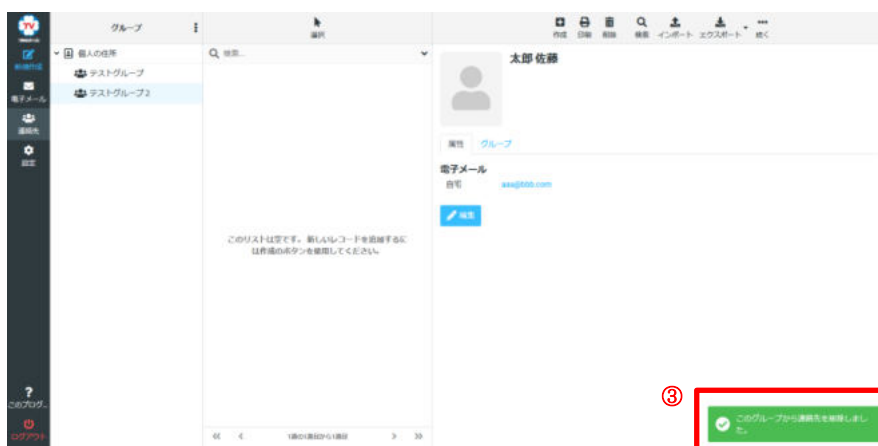 TV
グループ
選択
作成
印刷
削除
検索
インポート
エクスポート
続く
新規作成
電子メール
連絡先
設定
このプログ..
ログアウト
個人の住所
テストグループ
テストグループ2
検索...
このリストは空です。新しいレコードを追加するに
は作成のボタンを使用してください。
太郎 佐藤
属性
グループ
電子メール
自宅
aaa@bbb.com
編集
③
このグループから連絡先を削除しまし
た。